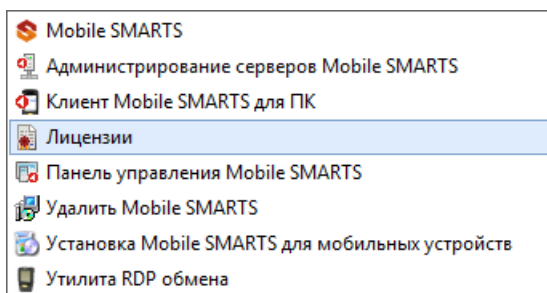 Mobile SMARTS
Администрирование серверов Mobile SMARTS
Клиент Mobile SMARTS для ПК
Лицензии
Панель управления Mobile SMARTS
Удалить Mobile SMARTS
Установка Mobile SMARTS для мобильных устройств
Утилита RDP обмена